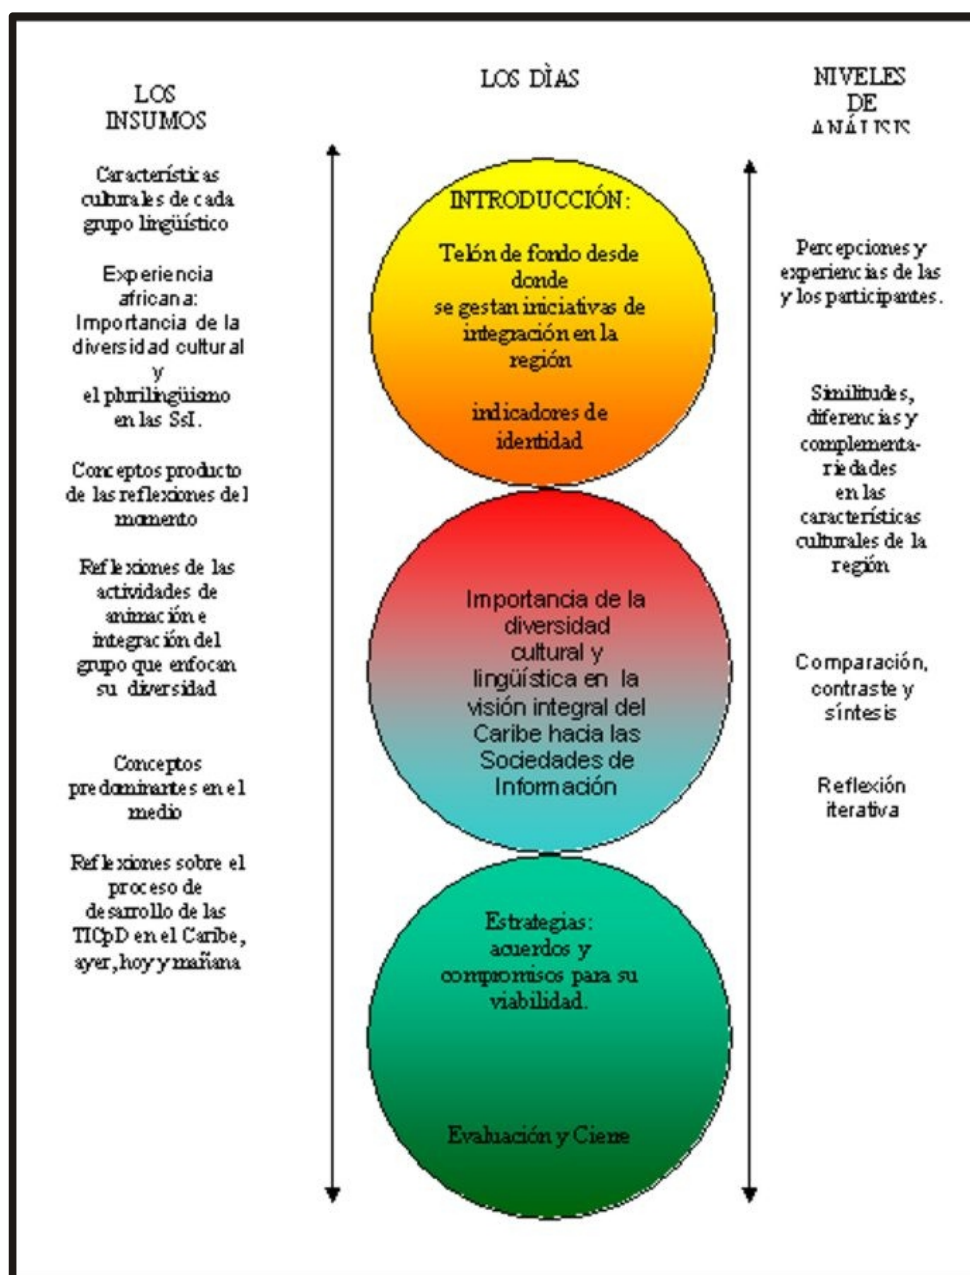 LOS
INSUMOS
Características
culturales de cada
grupo lingüístico
Experiencia
africana:
Importancia de la
diversidad cultural
y
el plurilingüismo
en las SsI.
Conceptos producto
de las reflexiones del
momento
Reflexiones de las
actividades de
animación e
integración del
grupo que enfocan
su diversidad
Conceptos
predominantes en el
medio
Reflexiones sobre el
proceso de
desarrollo de las
TICpD en el Caribe,
ayer, hoy y mañana
LOS DÌAS
INTRODUCCIÓN:
Telón de fondo desde
donde
se gestan iniciativas de
integración en la
región
indicadores de
identidad
Importancia de la
diversidad
cultural y
lingüística en la
visión integral del
Caribe hacia las
Sociedades de
Información
Estrategias:
acuerdos y
compromisos para su
viabilidad.
Evaluación y Cierre
NIVELES
DE
ANÁLISIS
Percepciones y
experiencias de las
y los participantes.
Similitudes,
diferencias y
complementa-
riedades
en las
características
culturales de la
región
Comparación,
contraste y
síntesis
Reflexión
iterativa